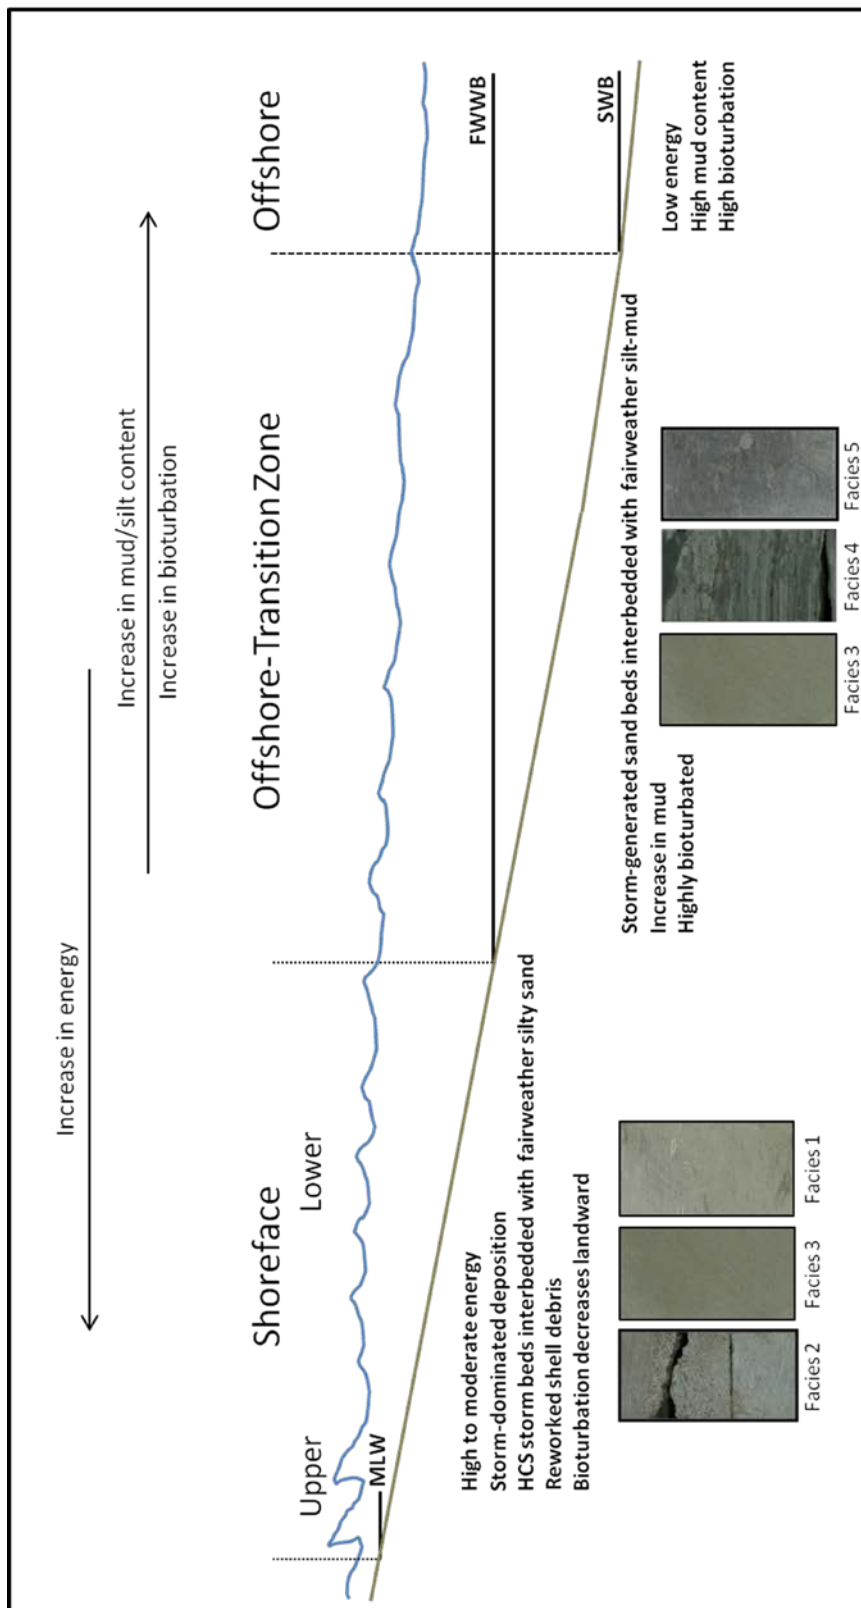 Increase in energy
Increase in mud/silt content
Increase in bioturbation
Shoreface
Offshore-Transition Zone
Offshore
Upper
Lower
MLW
FWWB
SWB
High to moderate energy
Storm-dominated deposition
HCS storm beds interbedded with fairweather silty sand
Reworked shell debris
Bioturbation decreases landward
Storm-generated sand beds interbedded with fairweather silt-mud
Increase in mud
Highly bioturbated
Low energy
High mud content
High bioturbation
Facies 2
Facies 3
Facies 1
Facies 3
Facies 4
Facies 5